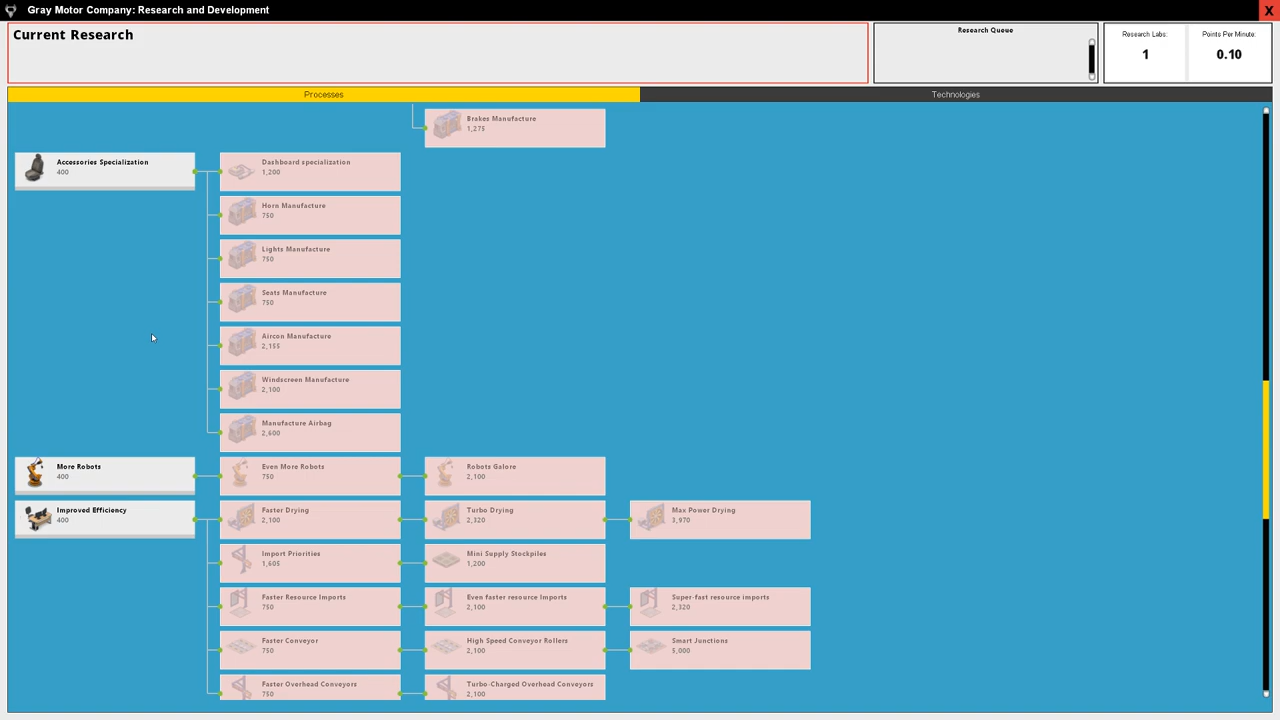 Gray Motor Company: Research and Development
X
Current Research
Research Queue
Research Labs:
1
Points Per Minute:
0.10
Processes
Technologies
Brakes Manufacture
1,275
Accessories Specialization
400
Dashboard specialization
1,200
Horn Manufacture
750
Lights Manufacture
750
Seats Manufacture
750
Aircon Manufacture
2,155
Windscreen Manufacture
2,100
Manufacture Airbag
2,600
More Robots
400
Even More Robots
750
Robots Galore
2,100
Improved Efficiency
400
Faster Drying
2,100
Turbo Drying
2,320
Max Power Drying
3,970
Import Priorities
1,605
Mini Supply Stockpiles
1,200
Faster Resource Imports
750
Even faster resource Imports
2,100
Super-fast resource imports
2,320
Faster Conveyor
750
High Speed Conveyor Rollers
2,100
Smart Junctions
5,000
Faster Overhead Conveyors
750
Turbo-Charged Overhead Conveyors
2,100